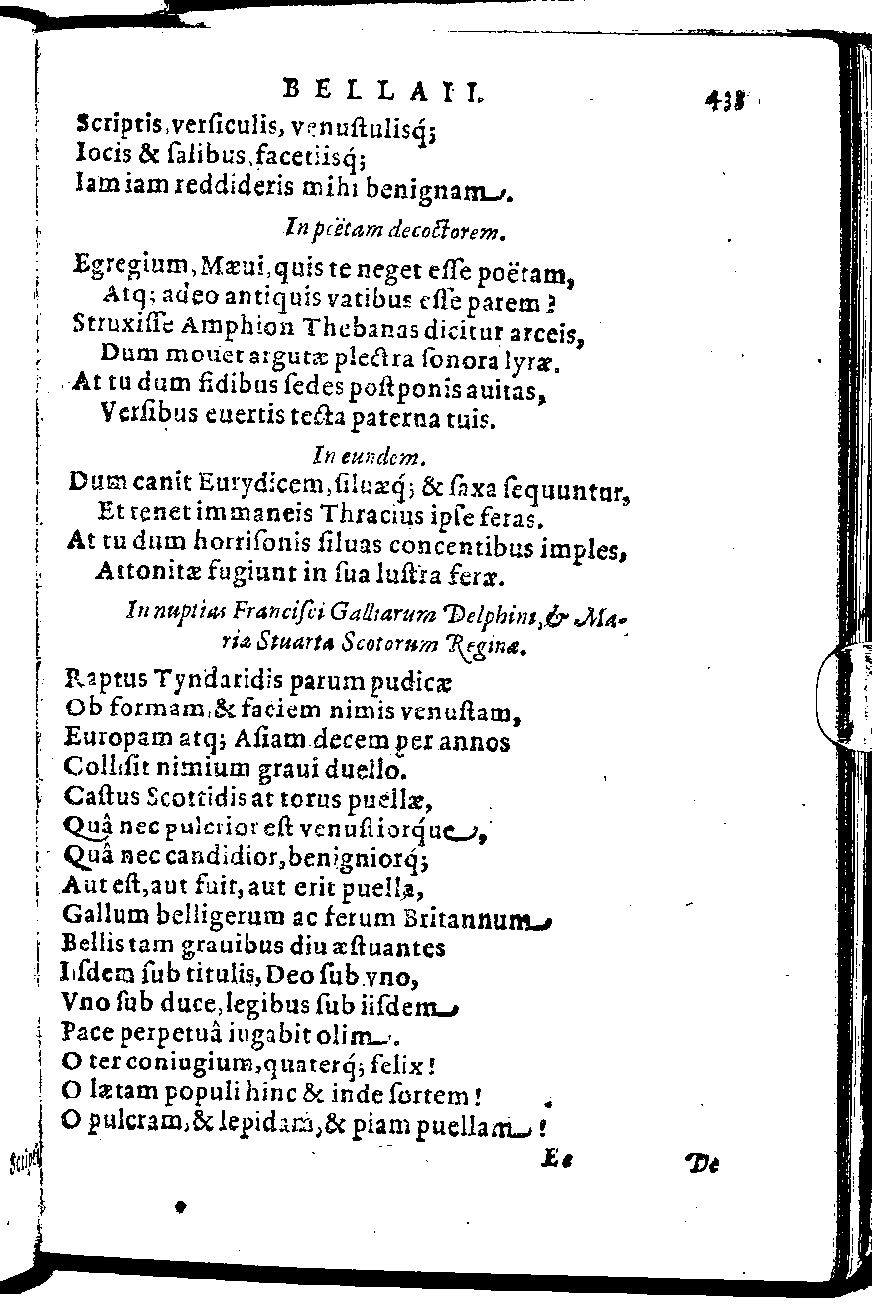 BELLAII. 438
Scriptis, verſiculis, venuſtuliſq́;
Iocis & ſalibus, facetiiſq́;
Iam iam reddideris mihi benignam.
In poëtam decoctorem.
Egregium, Mæui, quis te neget eſſe poëtam,
Atq; adeo antiquis vatibus eſſe parem?
Struxiſſe Amphion Thebanas dicitur arceis,
Dum mouet argutæ plectra ſonora lyræ.
At tu dum fidibus ſedes poſtponis auitas,
Verſibus euertis tecta paterna tuis.
In eundem.
Dum canit Eurydicem, ſiluæq́; & ſaxa ſequuntur,
Et tenet immaneis Thracius ipſe feras.
At tu dum horriſonis ſiluas concentibus imples,
Attonitæ fugiunt in ſua luſtra feræ.
In nuptias Franciſci Galliarum Delphini, & Ma-
riæ Stuartæ Scotorum Reginæ.
Raptus Tyndaridis parum pudicæ
Ob formam, & faciem nimis venuſtam,
Europam atq; Aſiam decem per annos
Colliſit nimium graui duello.
Caſtus Scottidis at torus puellæ,
Quâ nec pulcrior eſt venuſtiorq́ue,
Quâ nec candidior, benigniorq́;
Aut eſt, aut fuit, aut erit puella,
Gallum belligerum ac ferum Britannum
Bellis tam grauibus diu æſtuantes
Iiſdem ſub titulis, Deo ſub vno,
Vno ſub duce, legibus ſub iiſdem
Pace perpetuâ iugabit olim.
O ter coniugium, quaterq́; felix!
O lætam populi hinc & inde ſortem!
O pulcram, & lepidam, & piam puellam!
Ee De
Scripti